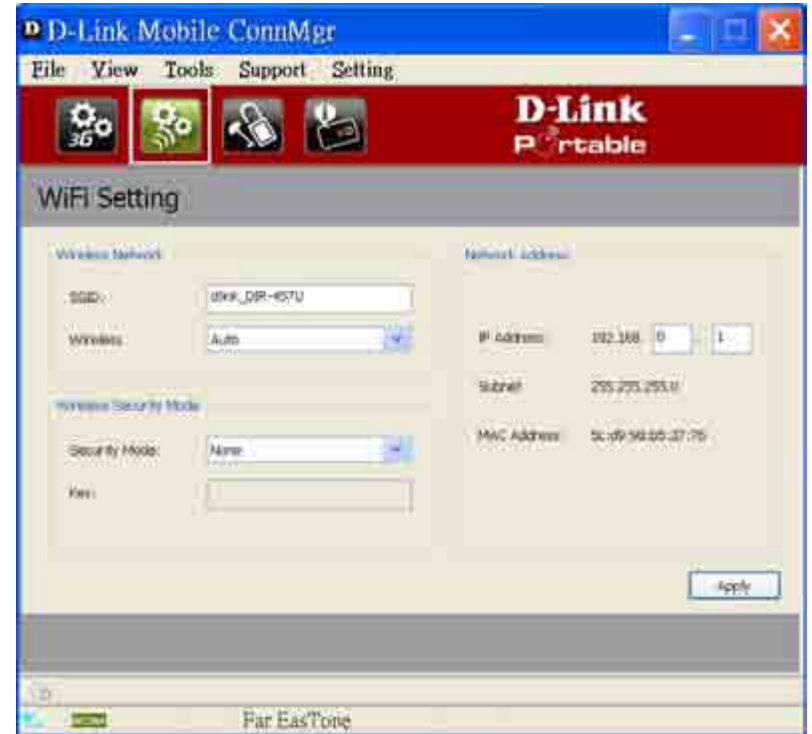 D-Link Mobile ConnMgr
File View Tools Support Setting
3G
D-Link
Portable
WiFi Setting
Wireless Network
SSID:
dlink_DIR-457U
Wireless
Auto
Wireless Security Mode
Security Mode:
None
Key:
Network Address
IP Address:
192.168. 0 . 1
Subnet
255.255.255.0
MAC Address
Apply
Far EasTone